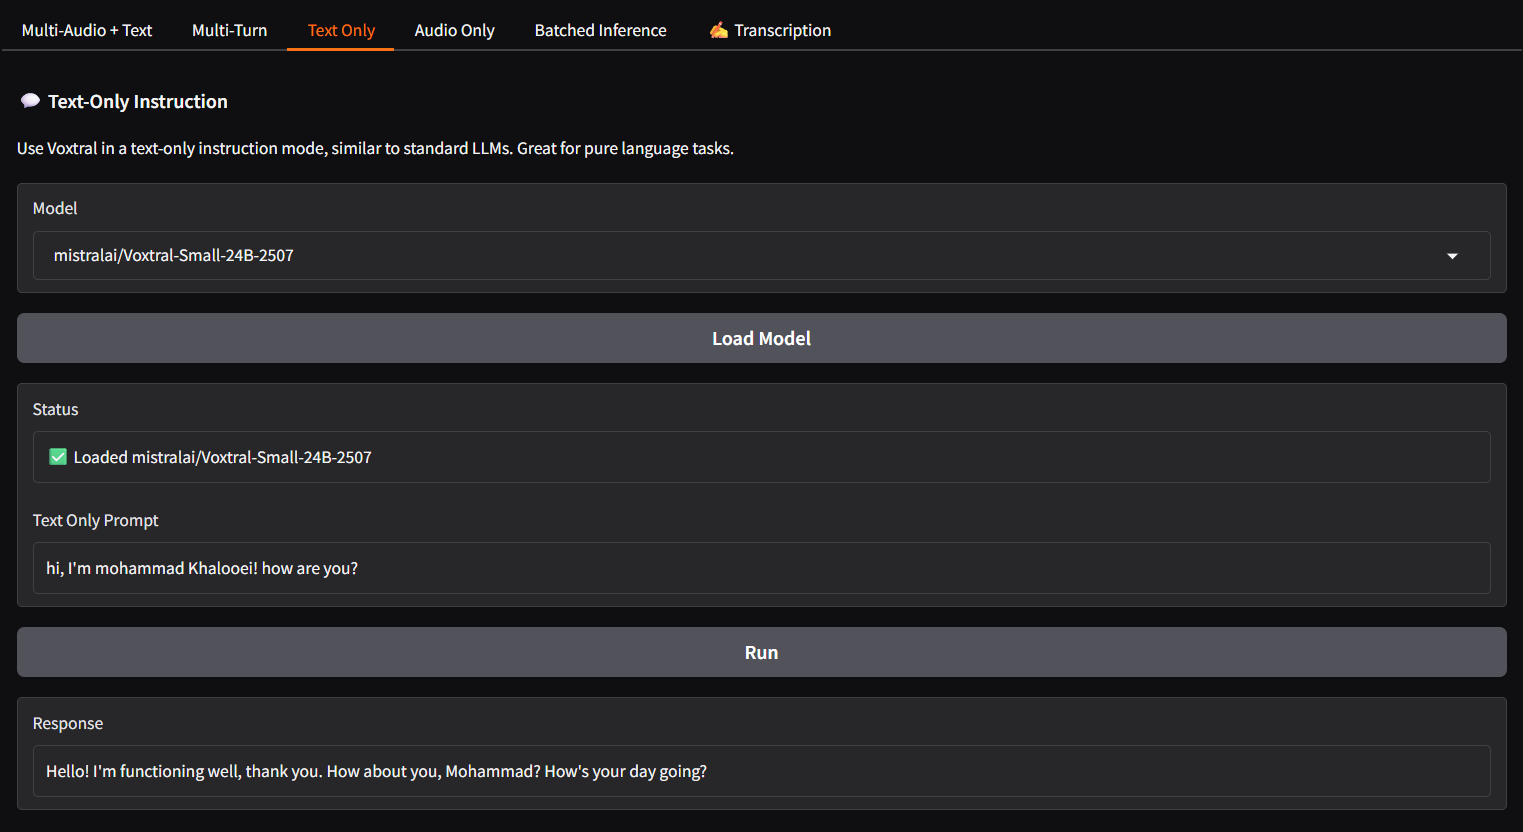 Multi-Audio + Text Multi-Turn Text Only Audio Only Batched Inference ✍️ Transcription
💬 Text-Only Instruction
Use Voxtral in a text-only instruction mode, similar to standard LLMs. Great for pure language tasks.
Model
mistralai/Voxtral-Small-24B-2507
Load Model
Status
✅ Loaded mistralai/Voxtral-Small-24B-2507
Text Only Prompt
hi, I'm mohammad Khalooei! how are you?
Run
Response
Hello! I'm functioning well, thank you. How about you, Mohammad? How's your day going?